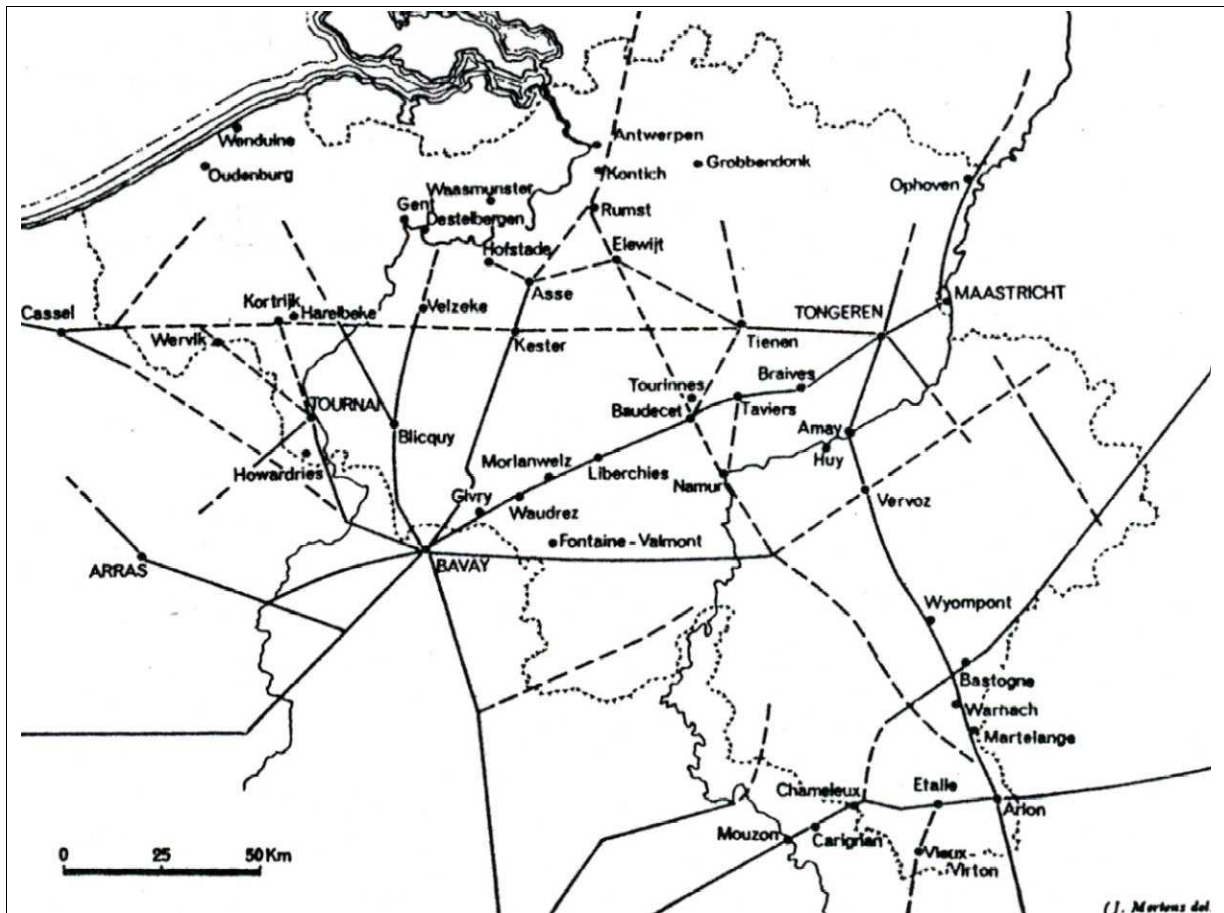 Antwerpen
Wenduine
Grobbendonk
Oudenburg
Kontich
Ophoven
Waasmunster
Gent
Rumst
Destelbergen
Hofstade
Elewijt
Asse
MAASTRICHT
Cassel
Kortrijk
Harelbeke
Velzeke
TONGEREN
Wervik
Kester
Tienen
Tourinnes
Braives
TOURNAI
Baudecet
Taviers
Blicquy
Amay
Howardries
Morlanwelz
Liberchies
Huy
Namur
Givry
Waudrez
Vervoz
Fontaine-Valmont
ARRAS
BAVAY
Wyompont
Bastogne
Warnach
Martelange
Chameleux
Etalle
Arlon
Mouzon
Carignan
Vieux-
Virton
0 25 50 Km
(J. Mertens del.